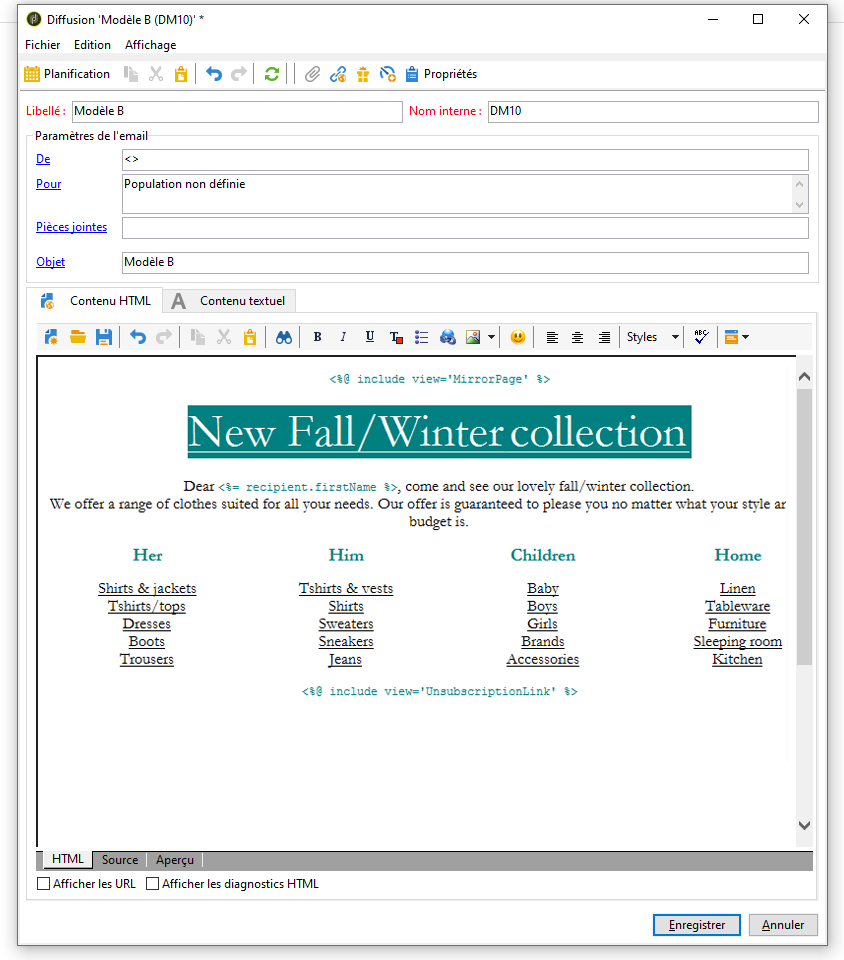 Diffusion 'Modèle B (DM10)' *
Fichier Edition Affichage
Planification Propriétés
Libellé : Modèle B Nom interne : DM10
Paramètres de l'email
De <>
Pour Population non définie
Pièces jointes
Objet Modèle B
Contenu HTML A Contenu textuel
B I U T Styles ABC
<%@ include view='MirrorPage' %>
New Fall/Winter collection
Dear <%= recipient.firstName %>, come and see our lovely fall/winter collection.
We offer a range of clothes suited for all your needs. Our offer is guaranteed to please you no matter what your style ar
budget is.
Her Him Children Home
Shirts & jackets Tshirts & vests Baby Linen
Tshirts/tops Shirts Boys Tableware
Dresses Sweaters Girls Furniture
Boots Sneakers Brands Sleeping room
Trousers Jeans Accessories Kitchen
<%@ include view='UnsubscriptionLink' %>
HTML Source Aperçu
Afficher les URL Afficher les diagnostics HTML
Enregistrer Annuler